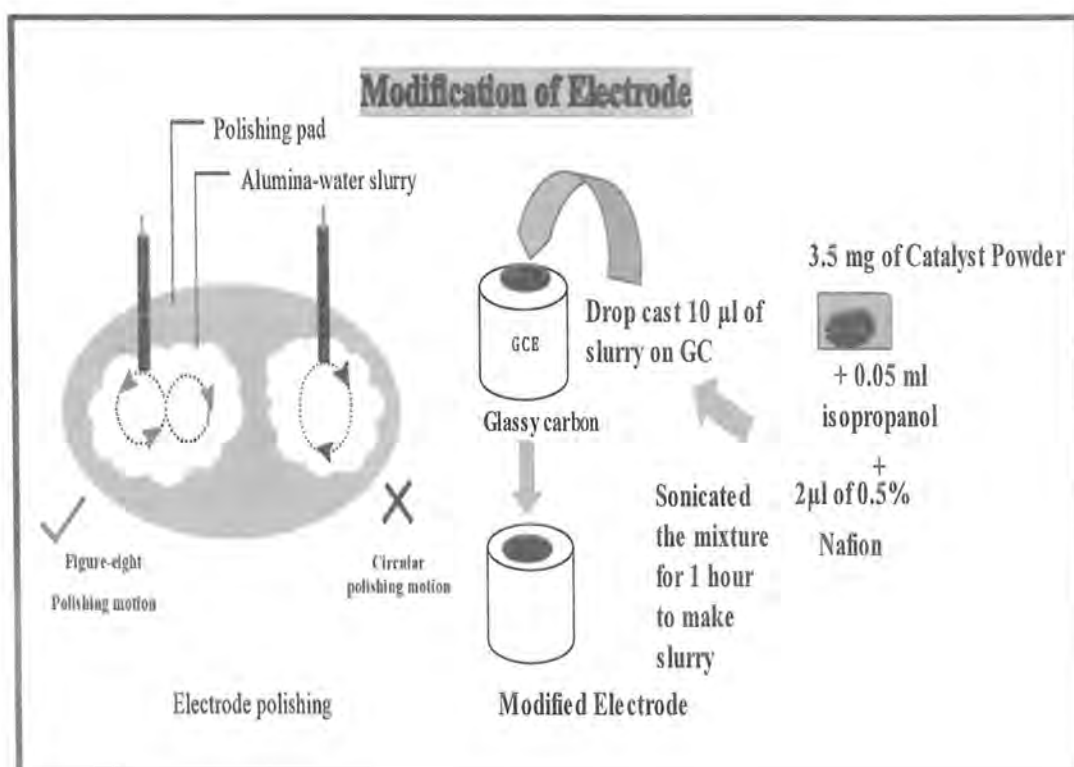 Modification of Electrode
Polishing pad
Alumina-water slurry
Figure-eight
Polishing motion
Circular
polishing motion
Electrode polishing
GCE
Glassy carbon
Modified Electrode
Drop cast 10 µl of
slurry on GC
3.5 mg of Catalyst Powder
+ 0.05 ml
isopropanol
+
2µl of 0.5%
Nafion
Sonicated
the mixture
for 1 hour
to make
slurry